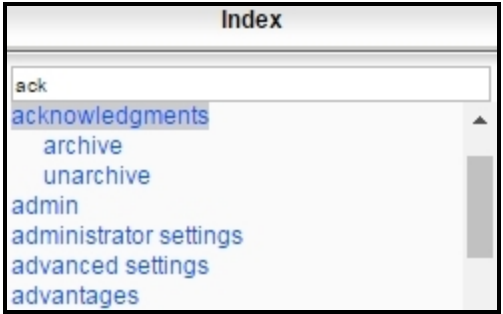 Index
ack
acknowledgments
archive
unarchive
admin
administrator settings
advanced settings
advantages